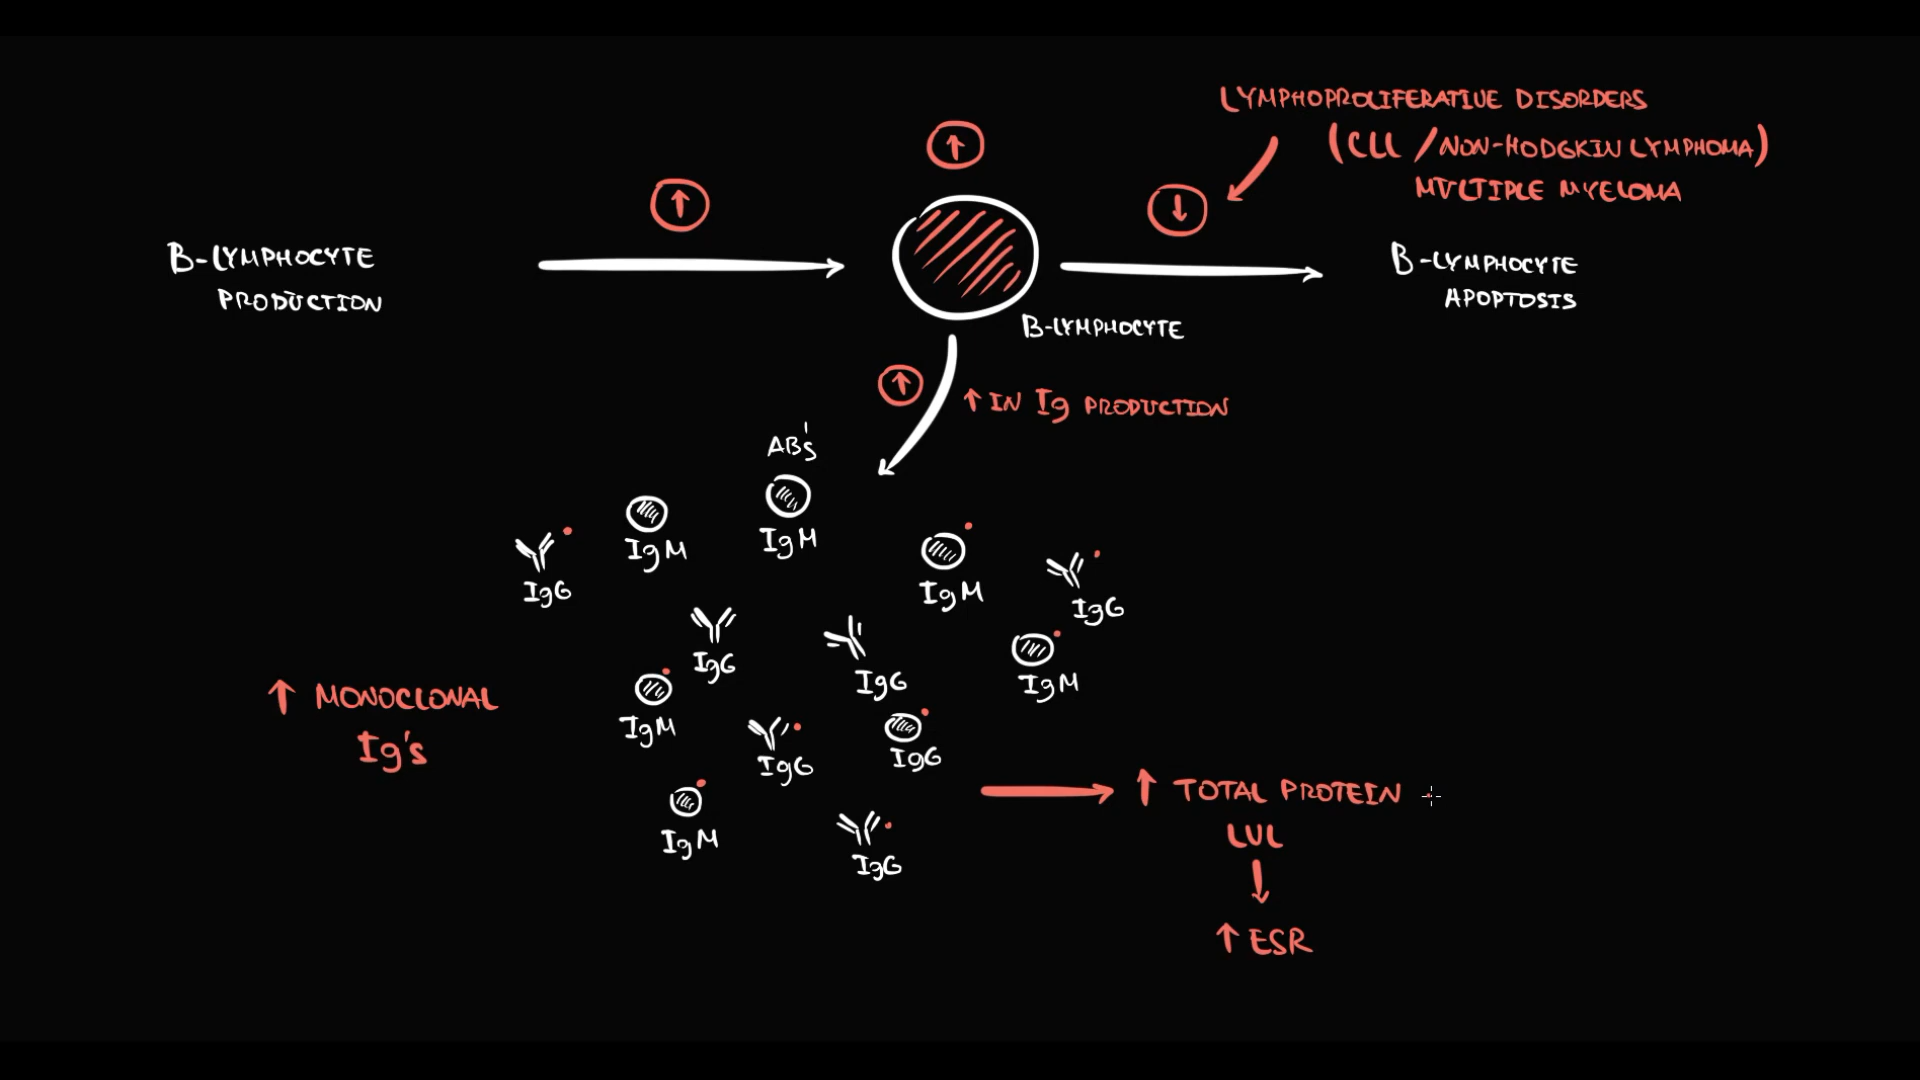 LYMPHOPROLIFERATIVE DISORDERS
(CLL / NON-HODGKIN LYMPHOMA)
MULTIPLE MYELOMA
↑
↑
↓
B-LYMPHOCYTE
PRODUCTION
B-LYMPHOCYTE
APOPTOSIS
B-LYMPHOCYTE
↑
↑ IN Ig PRODUCTION
AB's
IgM
IgM
IgG
IgM
IgG
IgG
IgG
IgM
IgM
IgG
IgG
IgM
IgG
↑ MONOCLONAL
Ig's
↑ TOTAL PROTEIN
LVL
↑ ESR